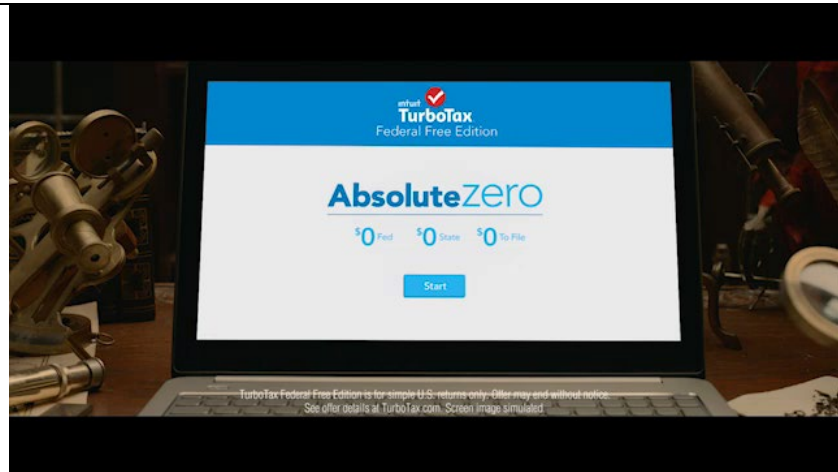 intuit
TurboTax
Federal Free Edition
AbsoluteZero
$0 Fed $0 State $0 To File
Start
TurboTax Federal Free Edition is for simple U.S. returns only. Offer may end without notice.
See offer details at TurboTax.com. Screen image simulated.